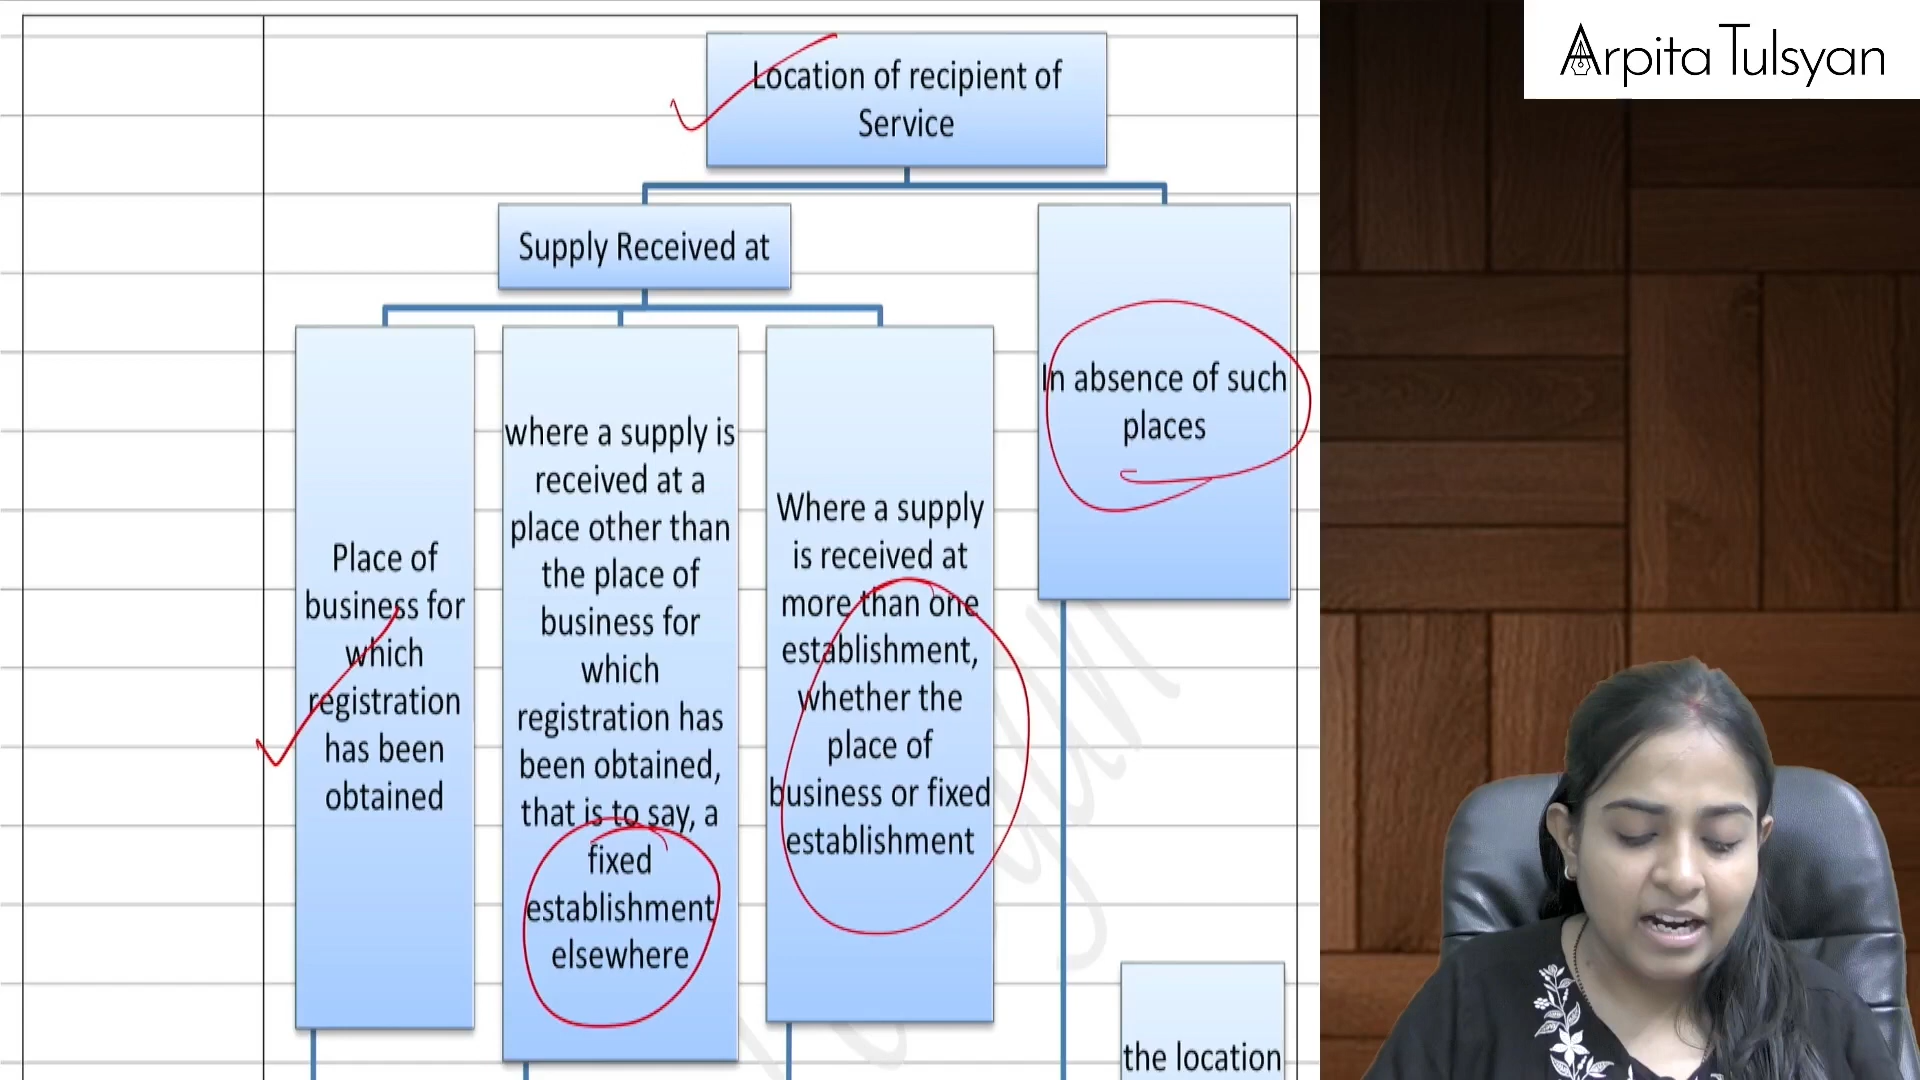 Arpita Tulsyan
Location of recipient of
Service
Supply Received at
Place of
business for
which
registration
has been
obtained
where a supply is
received at a
place other than
the place of
business for
which
registration has
been obtained,
that is to say, a
fixed
establishment
elsewhere
Where a supply
is received at
more than one
establishment,
whether the
place of
business or fixed
establishment
In absence of such
places
the location